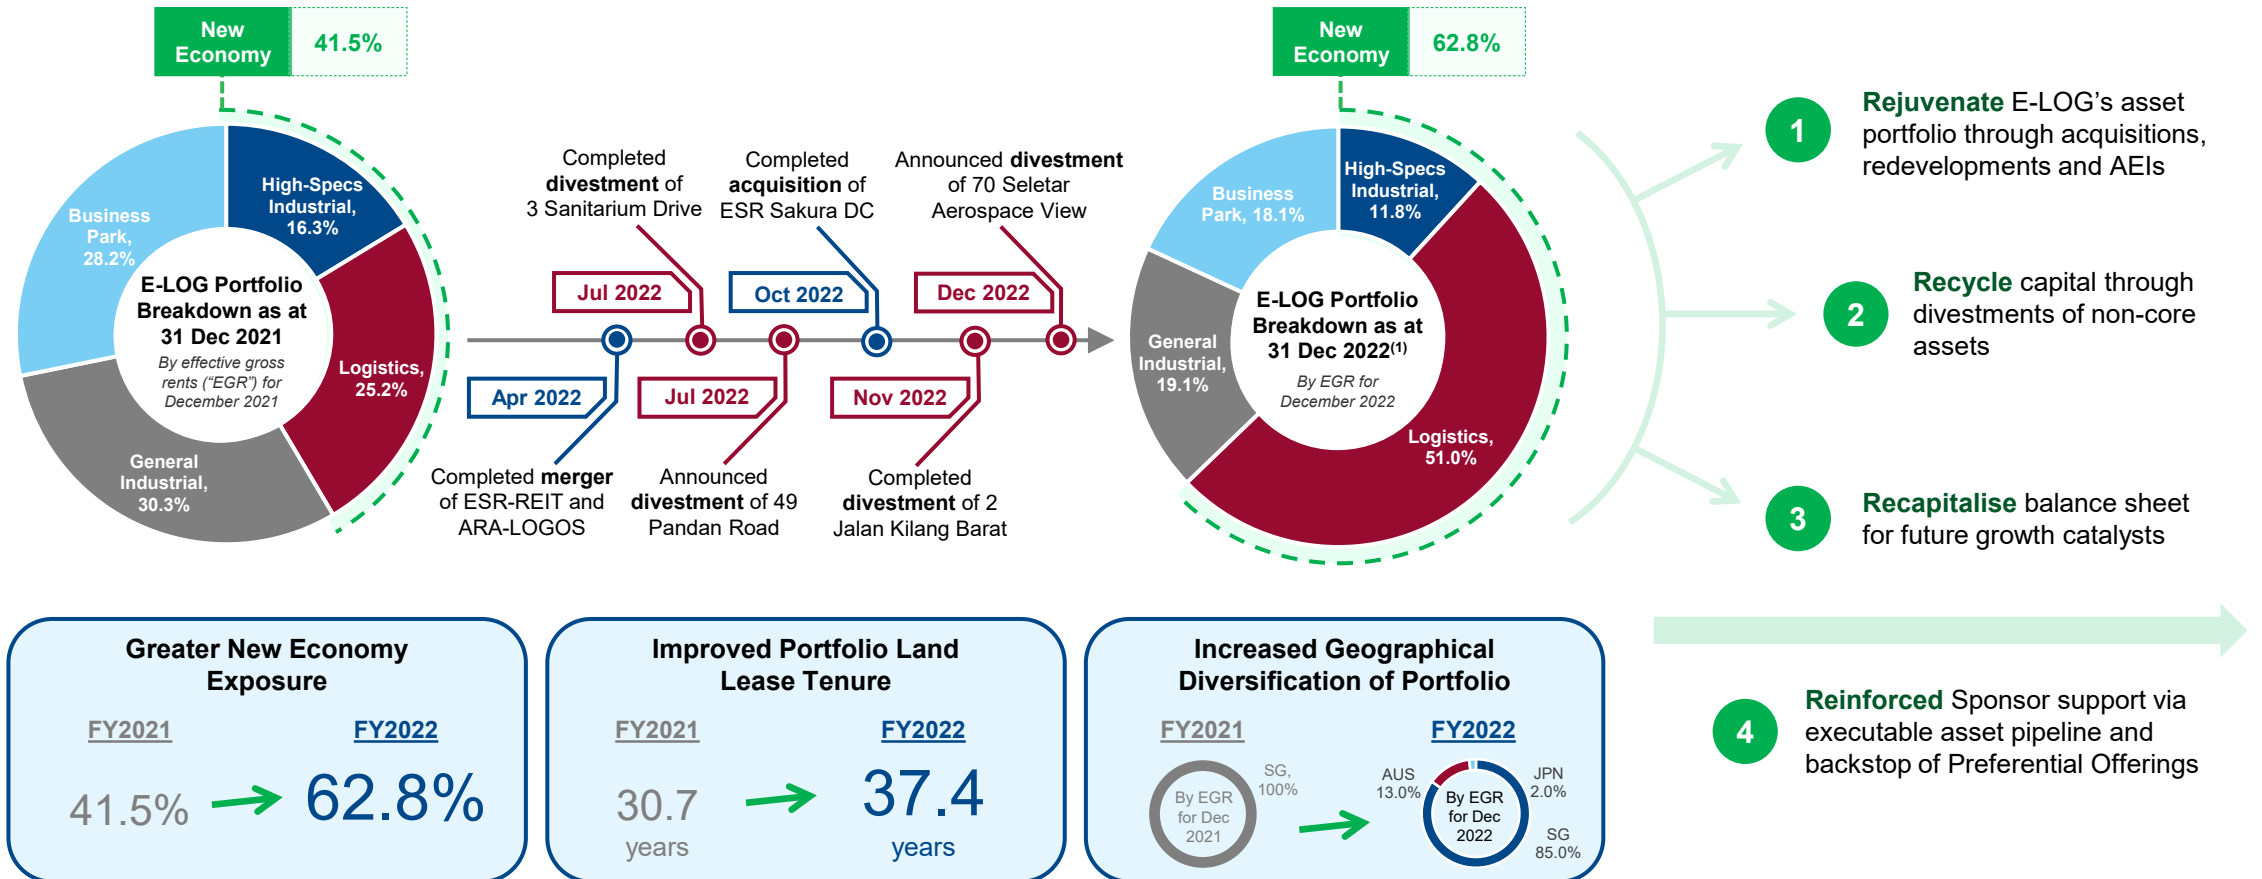 New
Economy
41.5%
High-Specs
Industrial,
16.3%
Business
Park,
28.2%
Logistics,
25.2%
General
Industrial,
30.3%
E-LOG Portfolio
Breakdown as at
31 Dec 2021
By effective gross
rents (“EGR”) for
December 2021
Completed
divestment of
3 Sanitarium Drive
Completed
acquisition of
ESR Sakura DC
Announced divestment
of 70 Seletar
Aerospace View
Jul 2022
Oct 2022
Dec 2022
Apr 2022
Jul 2022
Nov 2022
Completed merger
of ESR-REIT and
ARA-LOGOS
Announced
divestment of 49
Pandan Road
Completed
divestment of 2
Jalan Kilang Barat
New
Economy
62.8%
High-Specs
Industrial,
11.8%
Business
Park, 18.1%
General
Industrial,
19.1%
Logistics,
51.0%
E-LOG Portfolio
Breakdown as at
31 Dec 2022(1)
By EGR for
December 2022
1
Rejuvenate E-LOG’s asset
portfolio through acquisitions,
redevelopments and AEIs
2
Recycle capital through
divestments of non-core
assets
3
Recapitalise balance sheet
for future growth catalysts
4
Reinforced Sponsor support via
executable asset pipeline and
backstop of Preferential Offerings
Greater New Economy
Exposure
FY2021
FY2022
41.5%
62.8%
Improved Portfolio Land
Lease Tenure
FY2021
FY2022
30.7
years
37.4
years
Increased Geographical
Diversification of Portfolio
FY2021
FY2022
SG,
100%
By EGR
for Dec
2021
AUS
13.0%
JPN
2.0%
By EGR
for Dec
2022
SG
85.0%